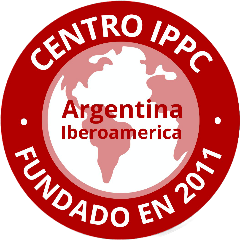 CENTRO IPPC
Argentina
Iberoamerica
FUNDADO EN 2011